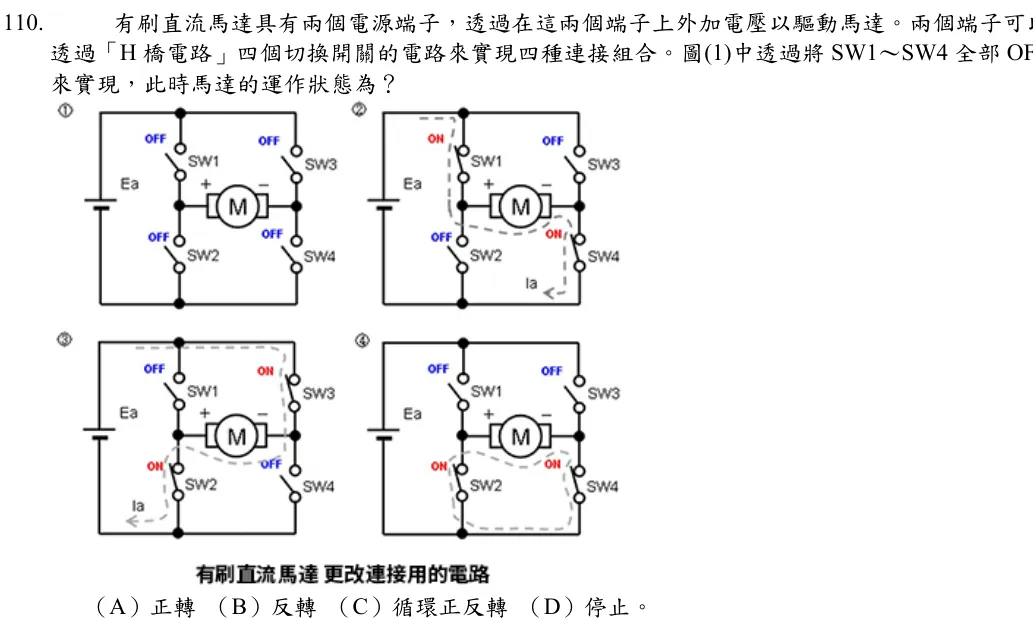 110. 有刷直流馬達具有兩個電源端子，透過在這兩個端子上外加電壓以驅動馬達。兩個端子可
透過「H 橋電路」四個切換開關的電路來實現四種連接組合。圖(1)中透過將 SW1～SW4 全部 OF
來實現，此時馬達的運作狀態為？
① ②
OFF OFF ON OFF
SW1 SW3 SW1 SW3
Ea + − Ea + −
M M
OFF OFF OFF ON
SW2 SW4 SW2 SW4
Ia
③ ④
OFF ON OFF OFF
SW1 SW3 SW1 SW3
Ea + − Ea + −
M M
ON OFF ON ON
SW2 SW4 SW2 SW4
Ia
有刷直流馬達 更改連接用的電路
（A）正轉 （B）反轉 （C）循環正反轉 （D）停止。